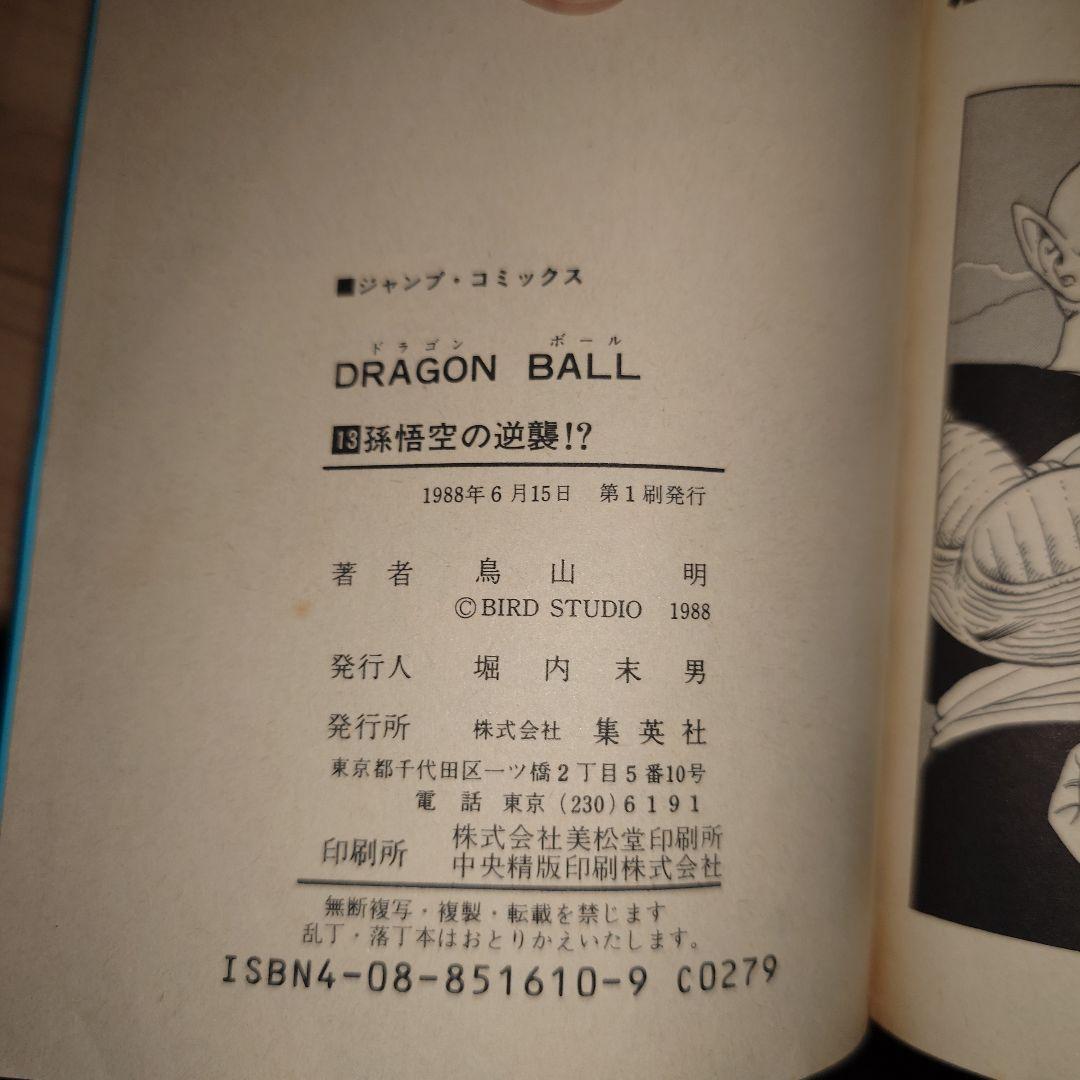 ■ジャンプ・コミックス
ドラゴン ボール
DRAGON BALL
13孫悟空の逆襲!?
1988年6月15日 第1刷発行
著者 鳥山 明
©BIRD STUDIO 1988
発行人 堀内末男
発行所 株式会社 集英社
東京都千代田区一ツ橋2丁目5番10号
電話 東京(230)6191
印刷所 株式会社美松堂印刷所
中央精版印刷株式会社
無断複写・複製・転載を禁じます
乱丁・落丁本はおとりかえいたします。
ISBN4-08-851610-9 C0279